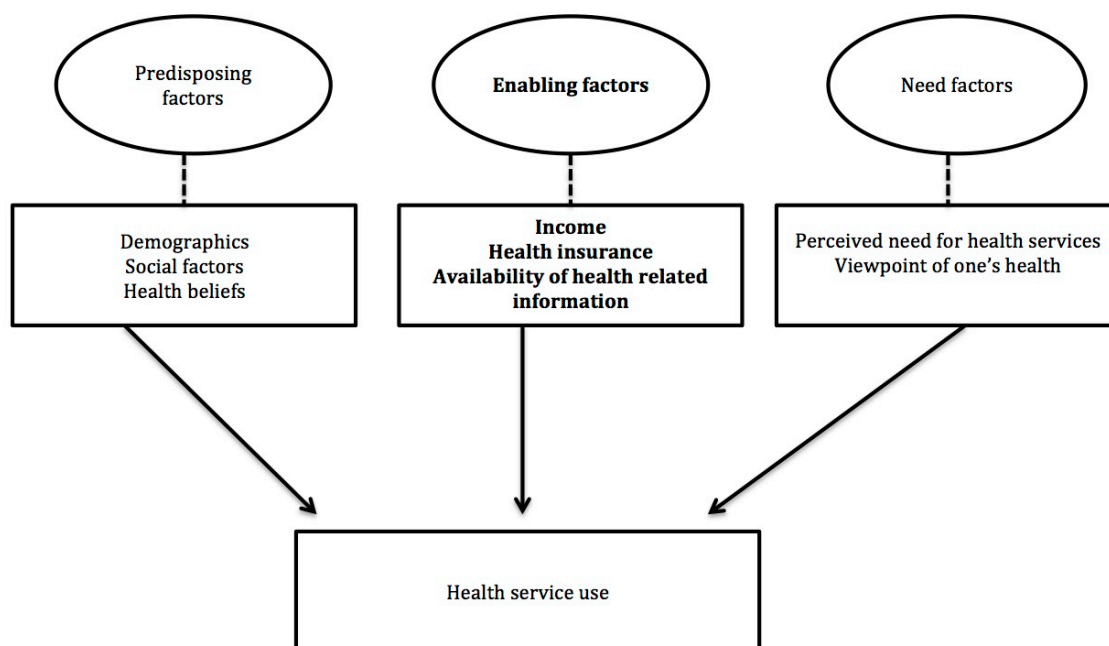 Predisposing
factors
Enabling factors
Need factors
Demographics
Social factors
Health beliefs
Income
Health insurance
Availability of health related
information
Perceived need for health services
Viewpoint of one’s health
Health service use